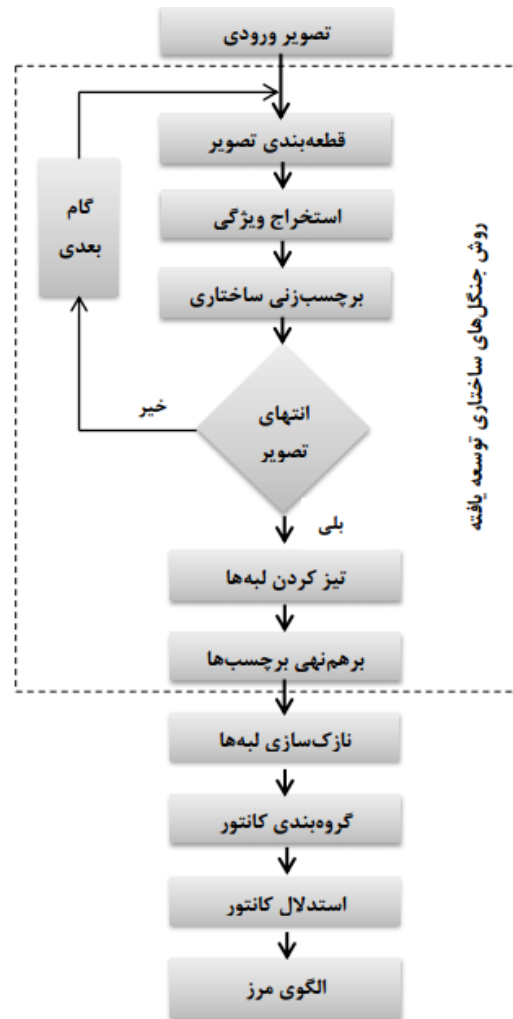 تصویر ورودی
قطعه‌بندی تصویر
گام
بعدی
استخراج ویژگی
برچسب‌زنی ساختاری
خیر
انتهای
تصویر
بلی
تیز کردن لبه‌ها
برهم‌نهی برچسب‌ها
روش جنگل‌های ساختاری توسعه یافته
نازک‌سازی لبه‌ها
گروه‌بندی کانتور
استدلال کانتور
الگوی مرز